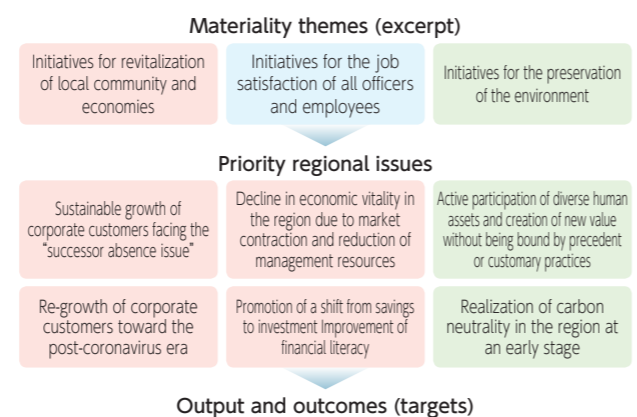 Materiality themes (excerpt)
Initiatives for revitalization
of local community and
economies
Initiatives for the job
satisfaction of all officers
and employees
Initiatives for the preservation
of the environment
Priority regional issues
Sustainable growth of
corporate customers facing the
“successor absence issue”
Decline in economic vitality in
the region due to market
contraction and reduction of
management resources
Active participation of diverse human
assets and creation of new value
without being bound by precedent
or customary practices
Re-growth of corporate
customers toward the
post-coronavirus era
Promotion of a shift from savings
to investment Improvement of
financial literacy
Realization of carbon
neutrality in the region at
an early stage
Output and outcomes (targets)